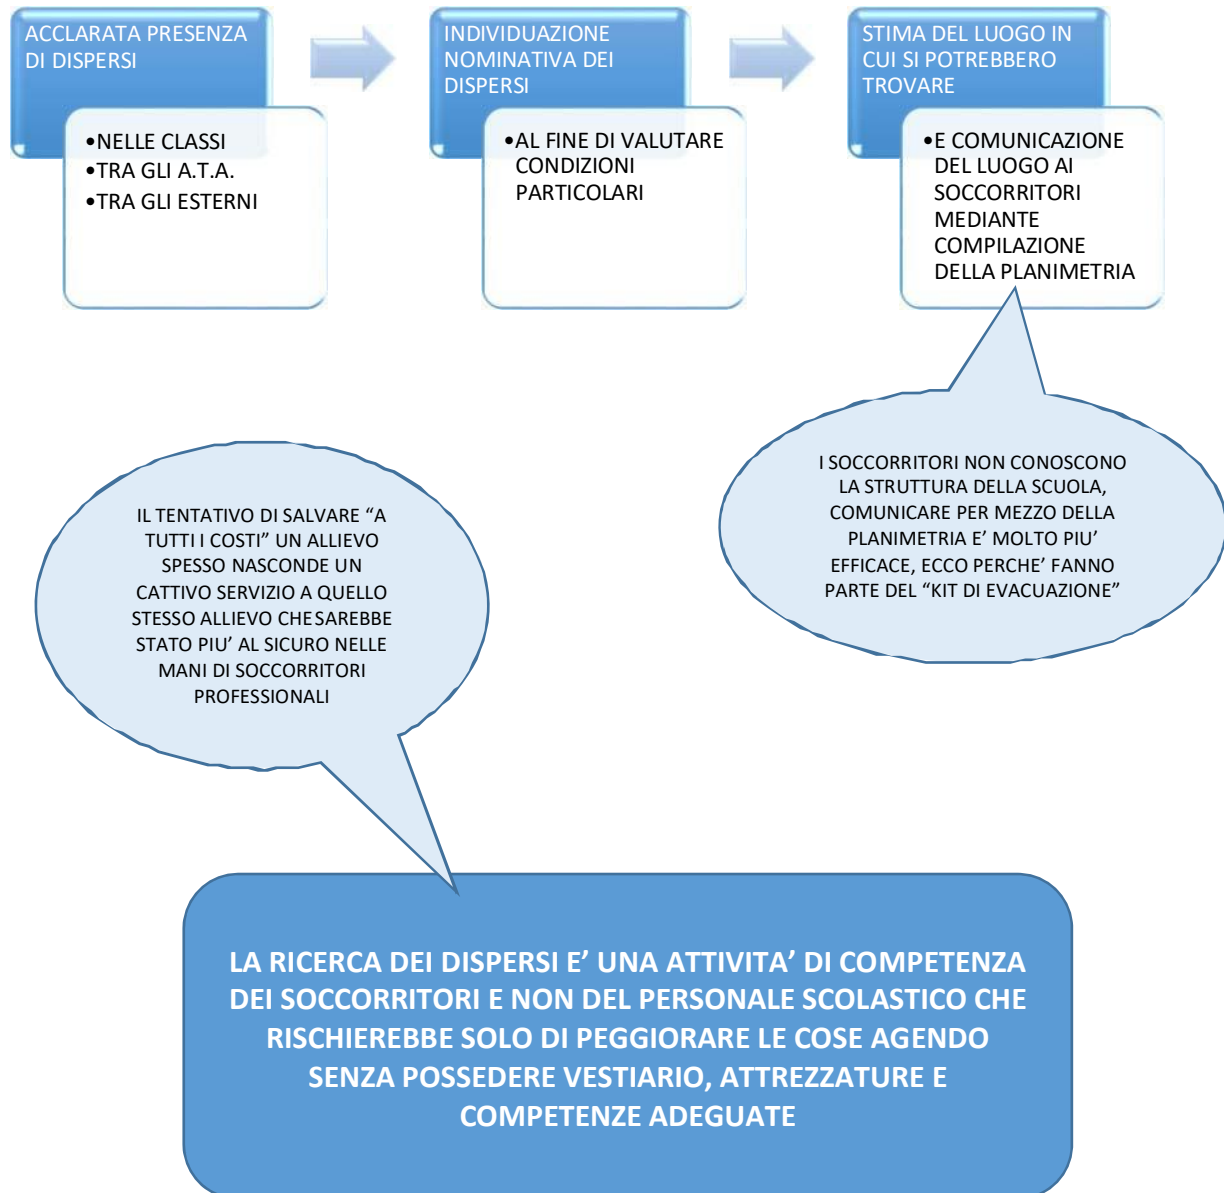 ACCLARATA PRESENZA
DI DISPERSI
•NELLE CLASSI
•TRA GLI A.T.A.
•TRA GLI ESTERNI
INDIVIDUAZIONE
NOMINATIVA DEI
DISPERSI
•AL FINE DI VALUTARE
CONDIZIONI
PARTICOLARI
STIMA DEL LUOGO IN
CUI SI POTREBBERO
TROVARE
•E COMUNICAZIONE
DEL LUOGO AI
SOCCORRITORI
MEDIANTE
COMPILAZIONE
DELLA PLANIMETRIA
I SOCCORRITORI NON CONOSCONO
LA STRUTTURA DELLA SCUOLA,
COMUNICARE PER MEZZO DELLA
PLANIMETRIA E’ MOLTO PIU’
EFFICACE, ECCO PERCHE’ FANNO
PARTE DEL “KIT DI EVACUAZIONE”
IL TENTATIVO DI SALVARE “A
TUTTI I COSTI” UN ALLIEVO
SPESSO NASCONDE UN
CATTIVO SERVIZIO A QUELLO
STESSO ALLIEVO CHE SAREBBE
STATO PIU’ AL SICURO NELLE
MANI DI SOCCORRITORI
PROFESSIONALI
LA RICERCA DEI DISPERSI E’ UNA ATTIVITA’ DI COMPETENZA
DEI SOCCORRITORI E NON DEL PERSONALE SCOLASTICO CHE
RISCHIEREBBE SOLO DI PEGGIORARE LE COSE AGENDO
SENZA POSSEDERE VESTIARIO, ATTREZZATURE E
COMPETENZE ADEGUATE